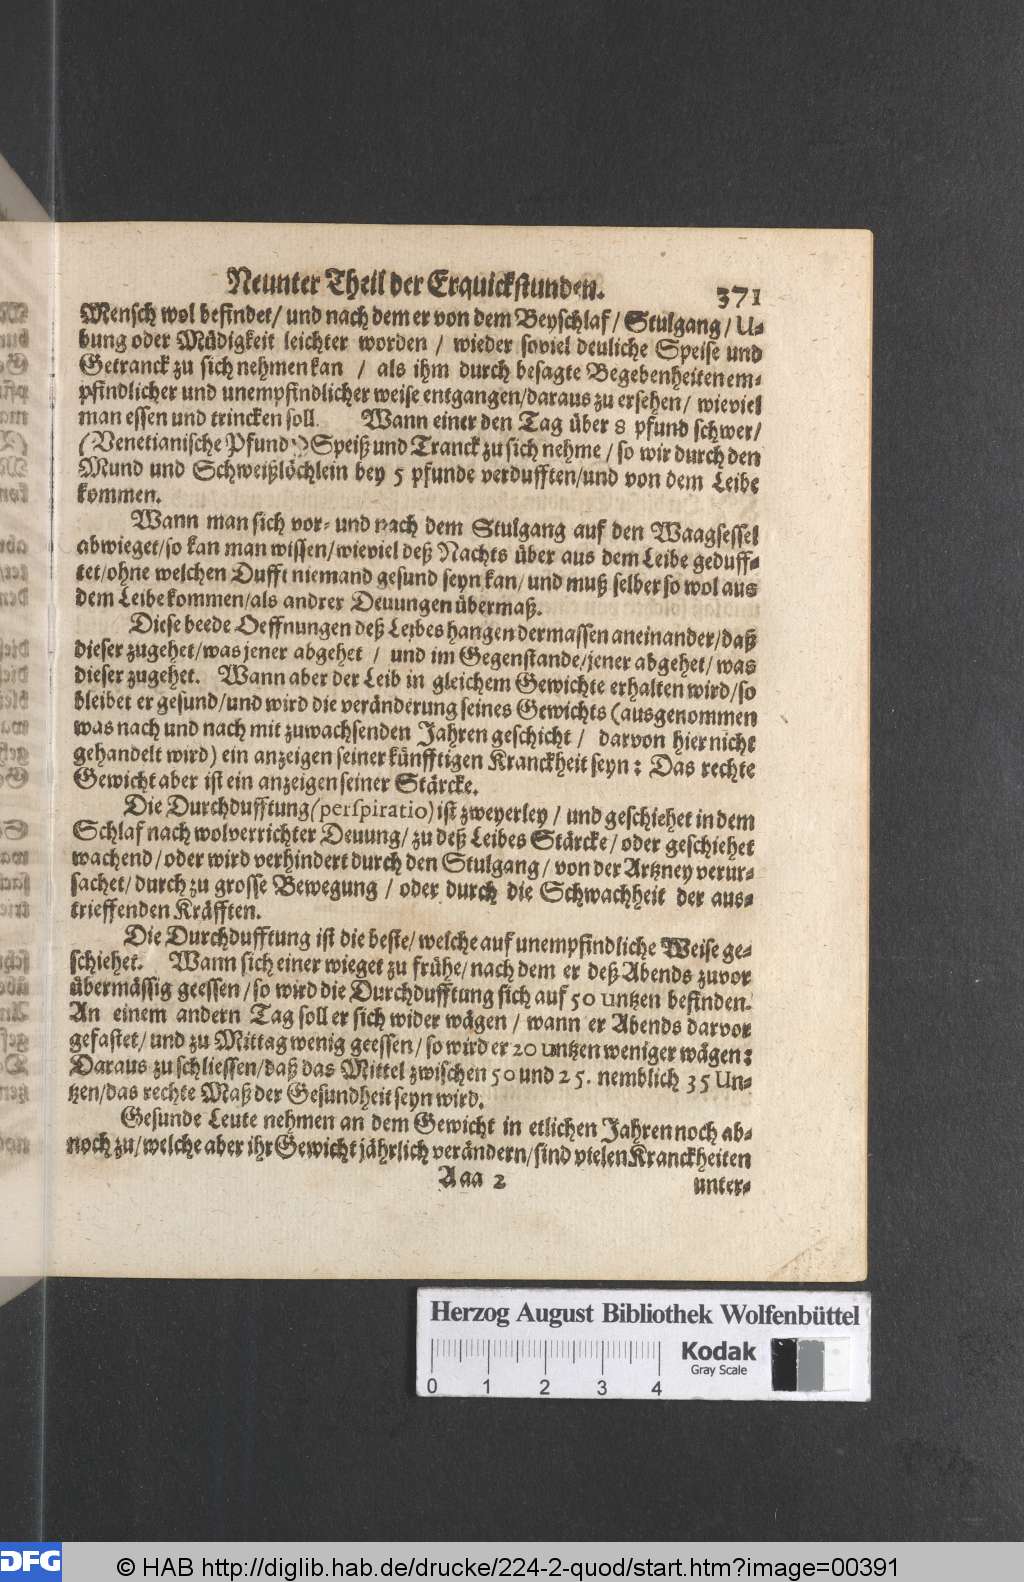 Neunter Theil der Erquickstunden. 371
Mensch wol befindet/ und nach dem er von dem Beyschlaf/ Stulgang/ U-
bung oder Müdigkeit leichter worden / wieder soviel deuliche Speise und
Getranck zu sich nehmen kan / als ihm durch besagte Begebenheiten em-
pfindlicher und unempfindlicher weise entgangen/daraus zu ersehen/ wieviel
man essen und trincken soll. Wann einer den Tag über 8 pfund schwer/
(Venetianische Pfund) Speiß und Tranck zu sich nehme/ so wir durch den
Mund und Schweißlöchlein bey 5 pfunde verdufften/und von dem Leibe
kommen.
Wann man sich vor- und nach dem Stulgang auf den Waagsessel
abwieget/so kan man wissen/wieviel deß Nachts über aus dem Leibe gedufft-
tet/ohne welchen Dufft niemand gesund seyn kan/ und muß selber so wol aus
dem Leibe kommen/als andrer Deuungen übermaß.
Diese beede Oeffnungen deß Leibes hangen dermassen aneinander/daß
dieser zugehet/was jener abgehet / und im Gegenstande/jener abgehet/ was
dieser zugehet. Wann aber der Leib in gleichem Gewichte erhalten wird/so
bleibet er gesund/und wird die veränderung seines Gewichts (ausgenommen
was nach und nach mit zuwachsenden Jahren geschicht / darvon hier nicht
gehandelt wird) ein anzeigen seiner künfftigen Kranckheit seyn: Das rechte
Gewicht aber ist ein anzeigen seiner Stärcke.
Die Durchdufftung (perspiratio) ist zweyerley / und geschiehet in dem
Schlaf nach wolverrichter Deuung/ zu deß Leibes Stärcke/ oder geschiehet
wachend/oder wird verhindert durch den Stulgang/ von der Artzney verur-
sachet/durch zu grosse Bewegung / oder durch die Schwachheit der aus-
trieffenden Kräfften.
Die Durchdufftung ist die beste/ welche auf unempfindliche Weise ge-
schiehet. Wann sich einer wieget zu frühe/nach dem er deß Abends zuvor
übermässig geessen/so wird die Durchdufftung sich auf 50 untzen befinden.
An einem andern Tag soll er sich wider wägen / wann er Abends darvor
gefastet/ und zu Mittag wenig geessen/ so wird er 20 untzen weniger wägen:
Daraus zu schliessen/daß das Mittel zwischen 50 und 25. nemblich 35 Un-
tzen/das rechte Maß der Gesundheit seyn wird.
Gesunde Leute nehmen an dem Gewicht in etlichen Jahren noch ab-
noch zu/welche aber ihr Gewicht jährlich verändern/sind vielen Kranckheiten
Aaa 2 unter-
Herzog August Bibliothek Wolfenbüttel
Kodak
Gray Scale
0 1 2 3 4
DFG
© HAB http://diglib.hab.de/drucke/224-2-quod/start.htm?image=00391